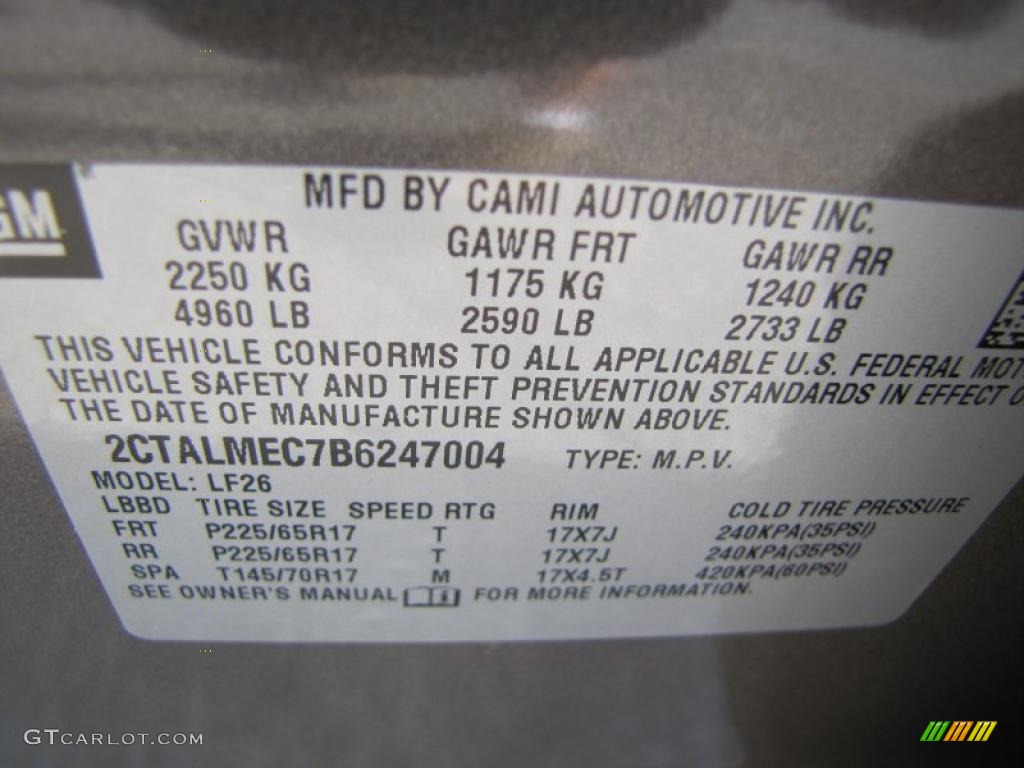 GM
MFD BY CAMI AUTOMOTIVE INC.
GVWR GAWR FRT GAWR RR
2250 KG 1175 KG 1240 KG
4960 LB 2590 LB 2733 LB
THIS VEHICLE CONFORMS TO ALL APPLICABLE U.S. FEDERAL MOT
VEHICLE SAFETY AND THEFT PREVENTION STANDARDS IN EFFECT O
THE DATE OF MANUFACTURE SHOWN ABOVE.
2CTALMEC7B6247004 TYPE: M.P.V.
MODEL: LF26
LBBD TIRE SIZE SPEED RTG RIM COLD TIRE PRESSURE
FRT P225/65R17 T 17X7J 240KPA(35PSI)
RR P225/65R17 T 17X7J 240KPA(35PSI)
SPA T145/70R17 M 17X4.5T 420KPA(60PSI)
SEE OWNER'S MANUAL FOR MORE INFORMATION.
GTCARLOT.COM